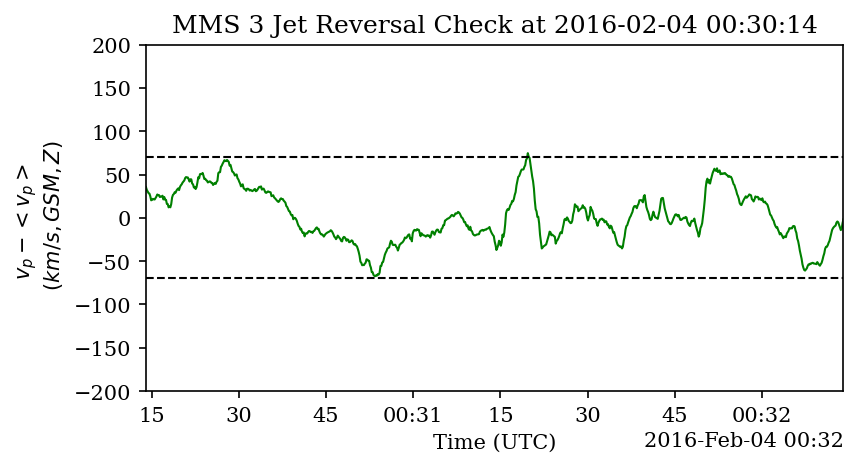 MMS 3 Jet Reversal Check at 2016-02-04 00:30:14
v_p − < v_p >
(km/s, GSM, Z)
200
150
100
50
0
−50
−100
−150
−200
15 30 45 00:31 15 30 45 00:32
Time (UTC)
2016-Feb-04 00:32